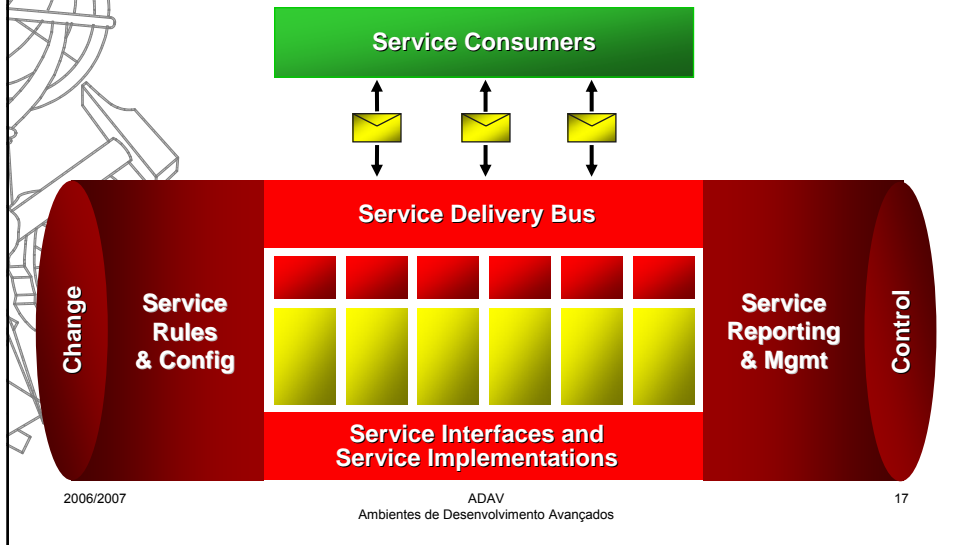 Service Consumers
Service Delivery Bus
Change
Service
Rules
& Config
Service
Reporting
& Mgmt
Control
Service Interfaces and
Service Implementations
2006/2007
ADAV
Ambientes de Desenvolvimento Avançados
17